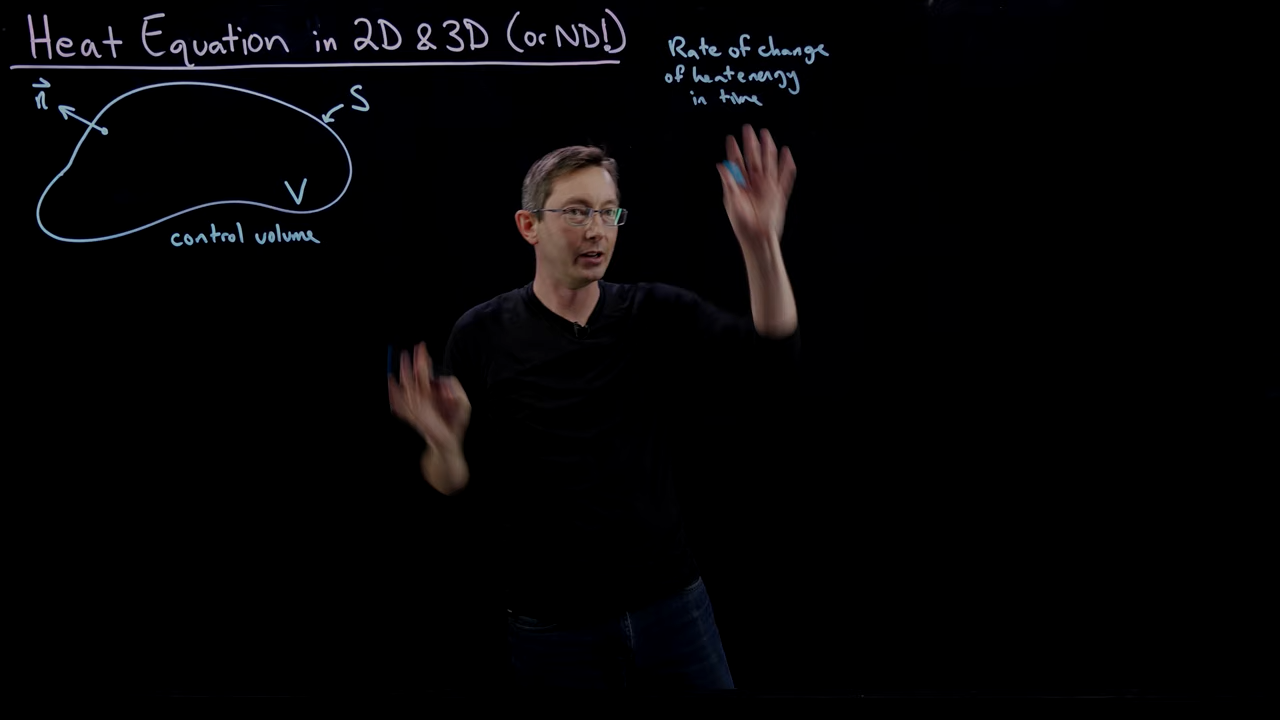 Heat Equation in 2D & 3D (or ND!)
n
S
V
control volume
Rate of change
of heat energy
in time